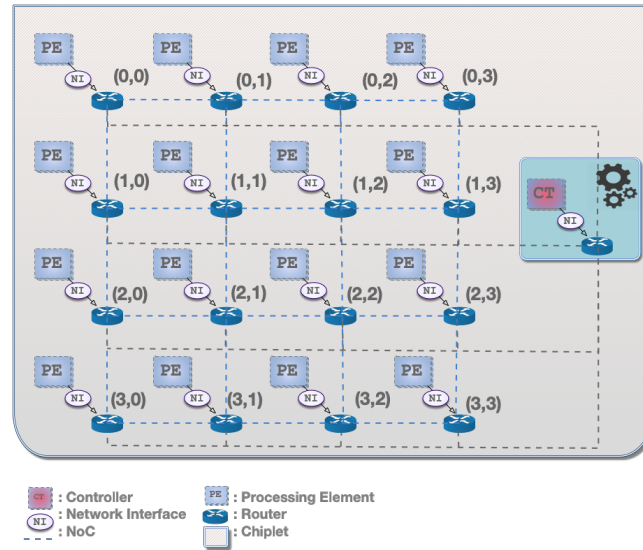 PE PE PE PE
NI NI NI NI
(0,0) (0,1) (0,2) (0,3)
PE PE PE PE
NI NI NI NI
(1,0) (1,1) (1,2) (1,3)
CT
NI
PE PE PE PE
NI NI NI NI
(2,0) (2,1) (2,2) (2,3)
PE PE PE PE
NI NI NI NI
(3,0) (3,1) (3,2) (3,3)
CT : Controller
NI : Network Interface
: NoC
PE : Processing Element
: Router
: Chiplet